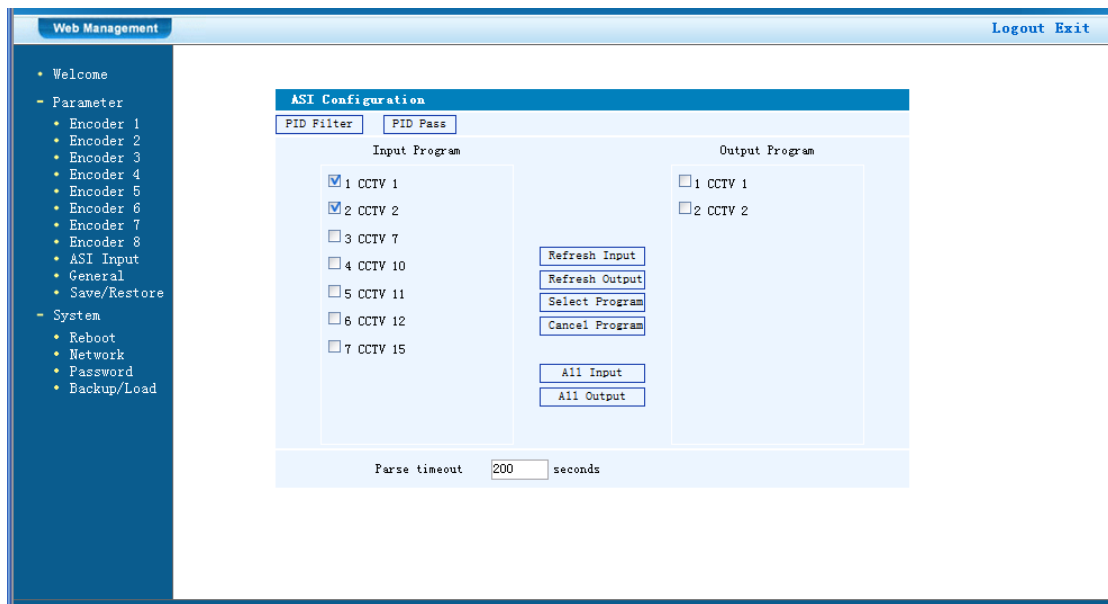 Web Management
Logout Exit
Welcome
Parameter
Encoder 1
Encoder 2
Encoder 3
Encoder 4
Encoder 5
Encoder 6
Encoder 7
Encoder 8
ASI Input
General
Save/Restore
System
Reboot
Network
Password
Backup/Load
ASI Configuration
PID Filter PID Pass
Input Program
1 CCTV 1
2 CCTV 2
3 CCTV 7
4 CCTV 10
5 CCTV 11
6 CCTV 12
7 CCTV 15
Refresh Input
Refresh Output
Select Program
Cancel Program
All Input
All Output
Output Program
1 CCTV 1
2 CCTV 2
Parse timeout 200 seconds